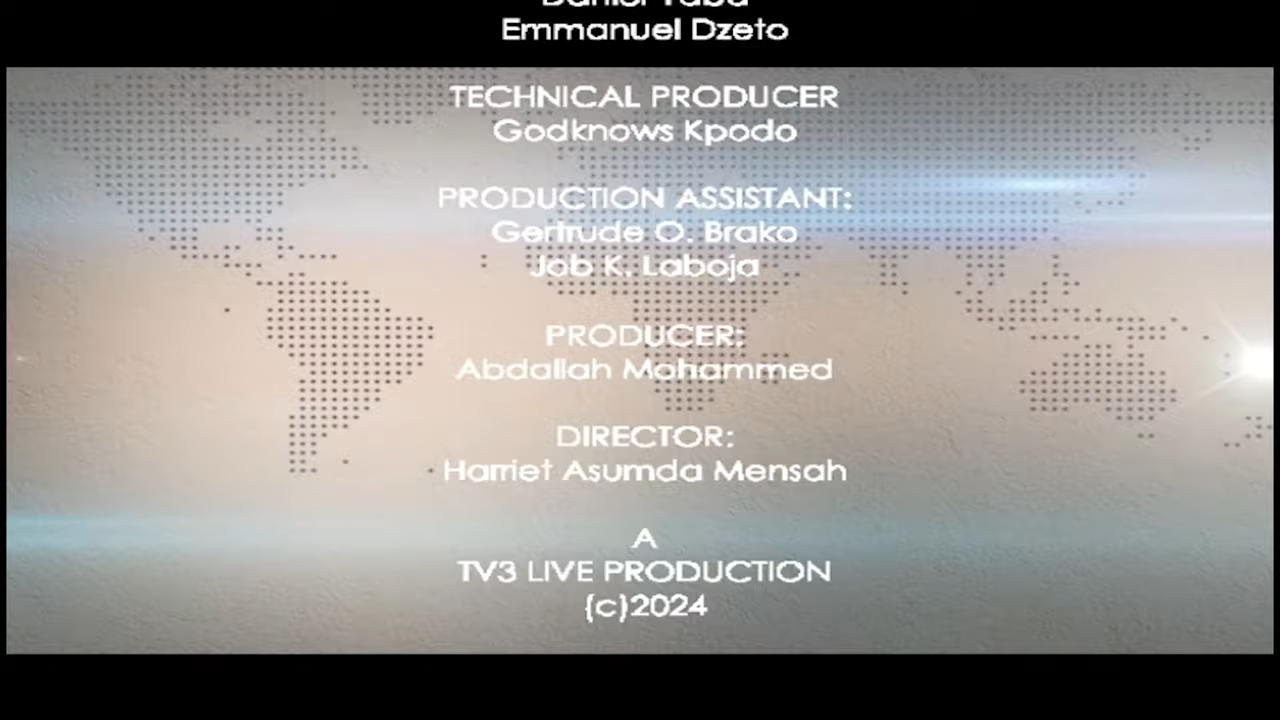 Emmanuel Dzeto
TECHNICAL PRODUCER
Godknows Kpodo
PRODUCTION ASSISTANT:
Gertrude O. Brako
Job K. Laboja
PRODUCER:
Abdallah Mohammed
DIRECTOR:
Harriet Asumda Mensah
A
TV3 LIVE PRODUCTION
(c)2024